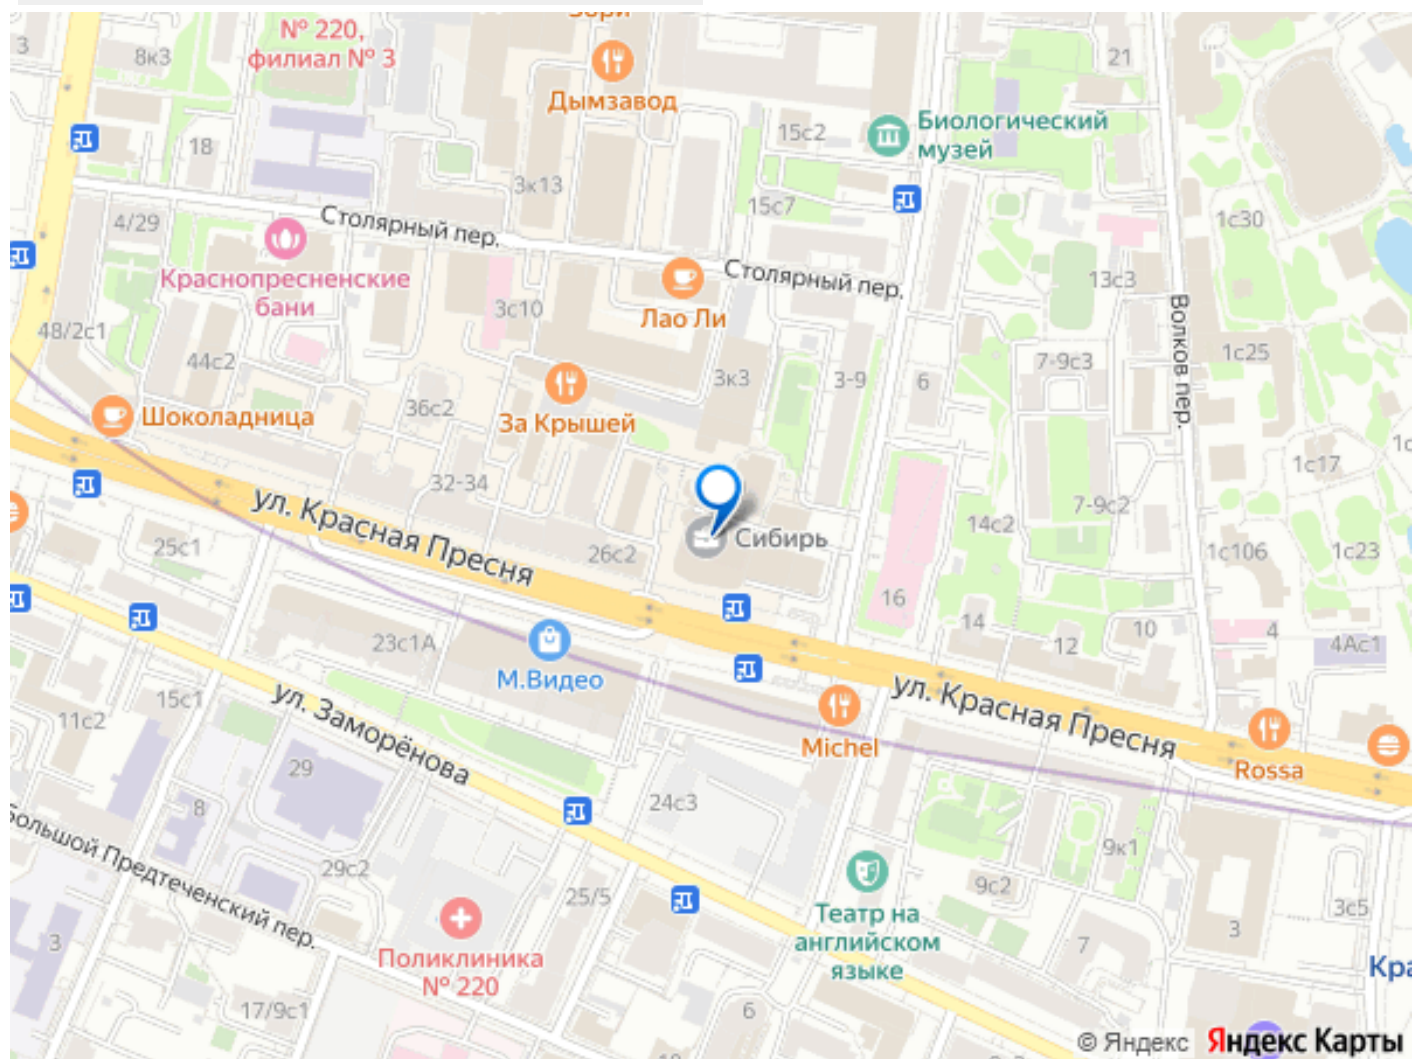 Зори
№ 220,
филиал № 3
3
8к3
21
Дымзавод
15с2
Биологический
музей
18
3к13
15с7
1с30
4/29
Столярный пер.
Краснопресненские
бани
Столярный пер.
13с3
3с10
Лао Ли
Волков пер.
48/2с1
44с2
3к3
3-9
6
7-9с3
1с25
36с2
Шоколадница
За Крышей
1с17
32-34
7-9с2
ул. Красная Пресня
14с2
25с1
26с2
Сибирь
1с106
1с23
16
14
12
10
4
4Ас1
23с1А
М.Видео
15с1
11с2
ул. Заморёнова
ул. Красная Пресня
Michel
Rossa
29
8
24с3
Большой Предтеченский пер.
29с2
9к1
9с2
25/5
3с5
Театр на
английском
языке
3
7
3
Поликлиника
№ 220
Кра
17/9с1
6
© Яндекс Яндекс Карты